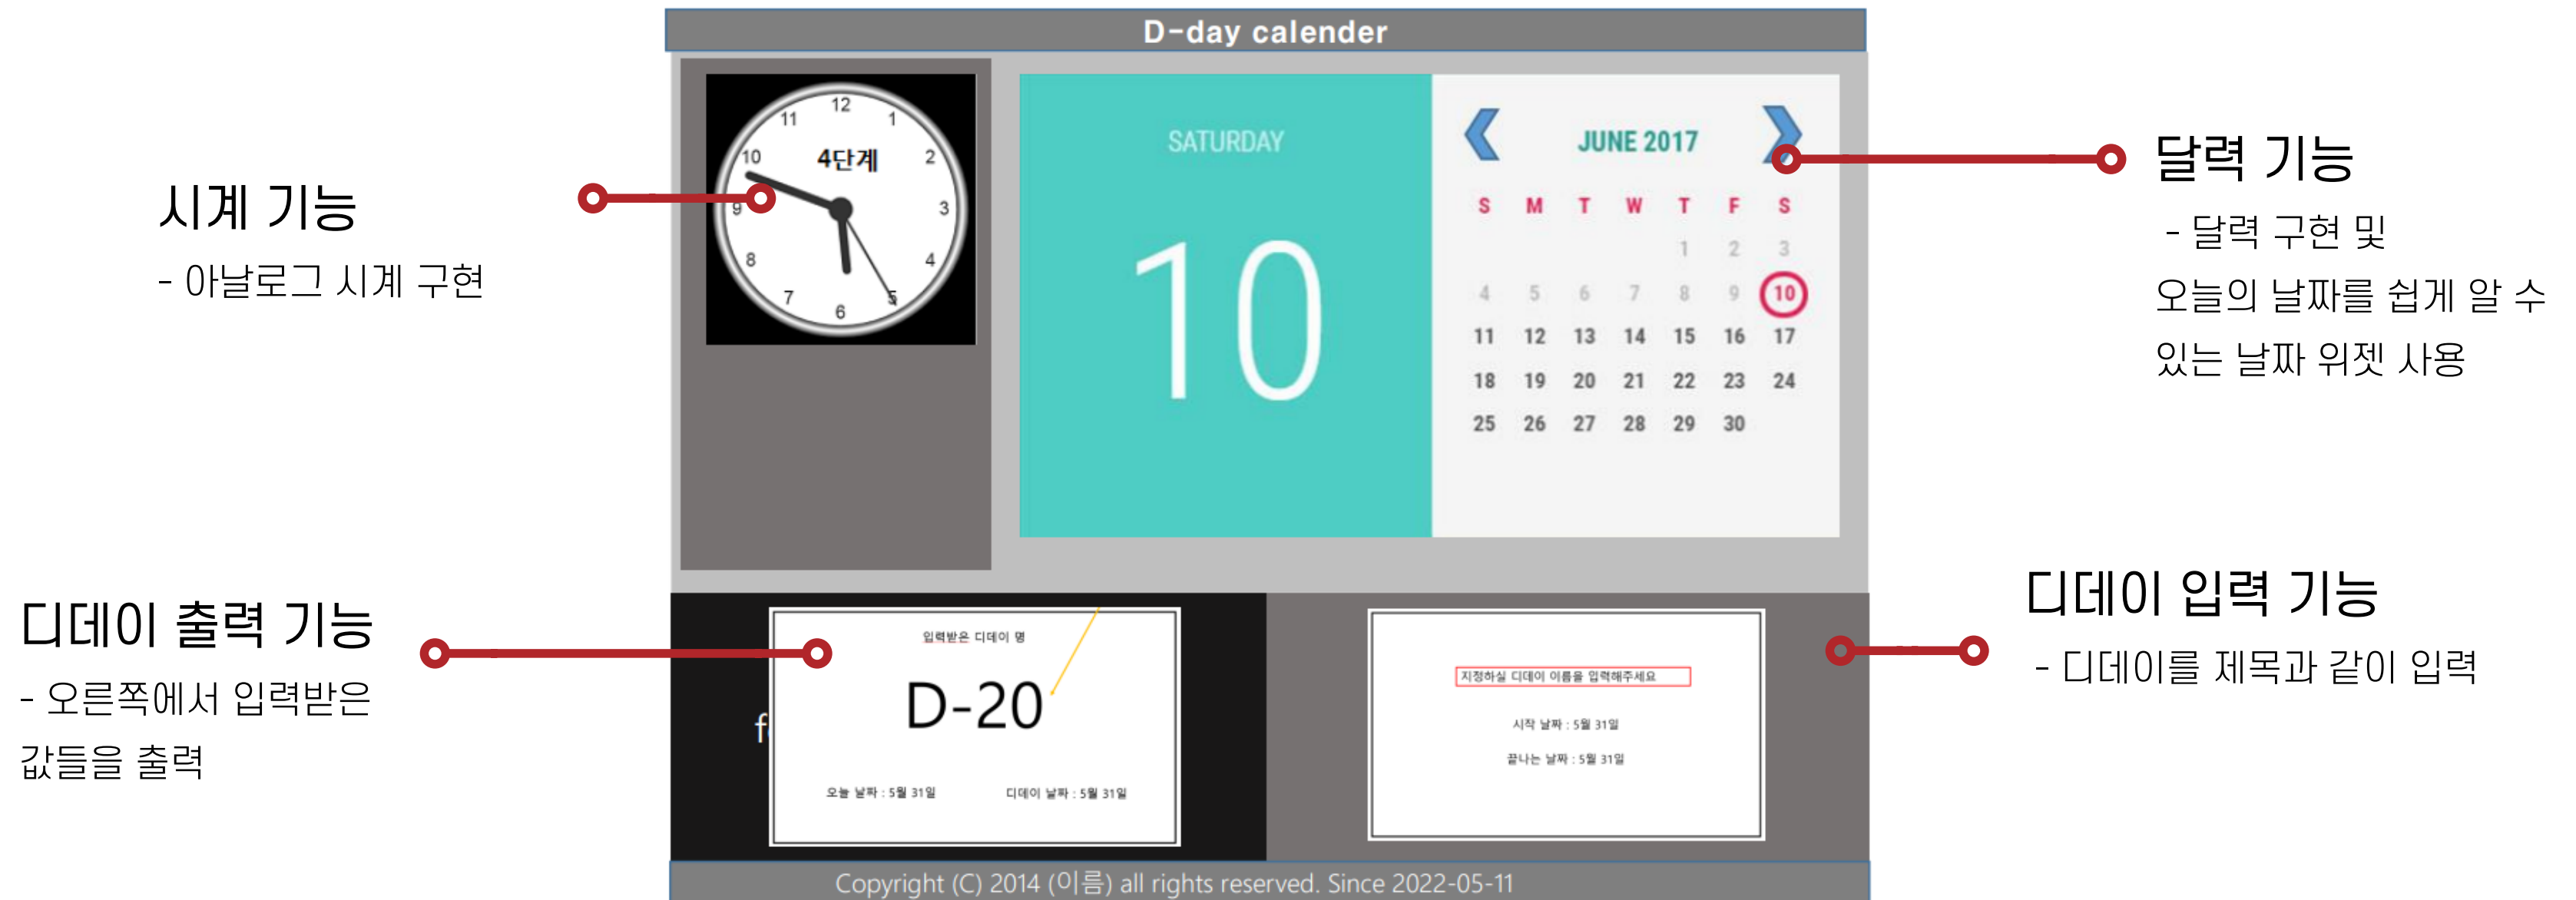 D-day calender
시계 기능
- 아날로그 시계 구현
12
11
1
10
4단계
2
9
3
8
4
7
5
6
SATURDAY
10
JUNE 2017
S M T W T F S
1 2 3
4 5 6 7 8 9 10
11 12 13 14 15 16 17
18 19 20 21 22 23 24
25 26 27 28 29 30
달력 기능
- 달력 구현 및
오늘의 날짜를 쉽게 알 수
있는 날짜 위젯 사용
디데이 출력 기능
- 오른쪽에서 입력받은
값들을 출력
입력받은 디데이 명
D-20
오늘 날짜 : 5월 31일
디데이 날짜 : 5월 31일
지정하실 디데이 이름을 입력해주세요
시작 날짜 : 5월 31일
끝나는 날짜 : 5월 31일
디데이 입력 기능
- 디데이를 제목과 같이 입력
Copyright (C) 2014 (이름) all rights reserved. Since 2022-05-11